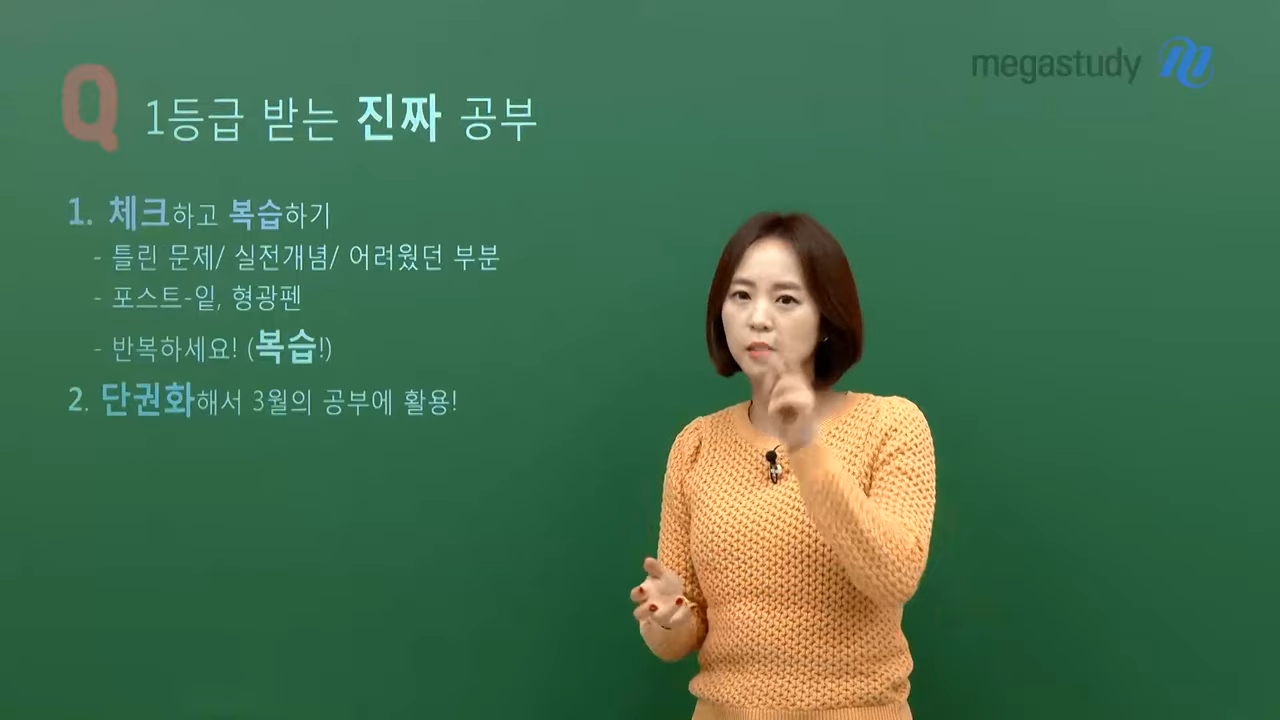 megastudy
Q 1등급 받는 진짜 공부
1. 체크하고 복습하기
- 틀린 문제/ 실전개념/ 어려웠던 부분
- 포스트-잍, 형광펜
- 반복하세요! (복습!)
2. 단권화해서 3월의 공부에 활용!